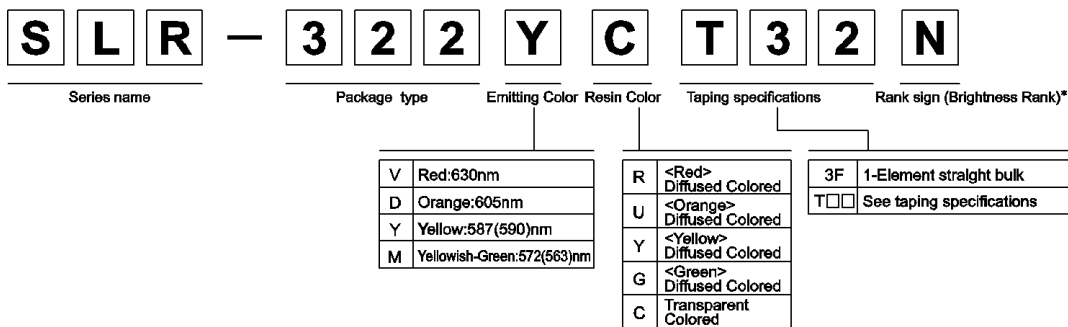 S L R — 3 2 2 Y C T 3 2 N
Series name Package type Emitting Color Resin Color Taping specifications Rank sign (Brightness Rank)*
V Red:630nm
D Orange:605nm
Y Yellow:587(590)nm
M Yellowish-Green:572(563)nm
R <Red>
Diffused Colored
U <Orange>
Diffused Colored
Y <Yellow>
Diffused Colored
G <Green>
Diffused Colored
C Transparent
Colored
3F 1-Element straight bulk
T□□ See taping specifications